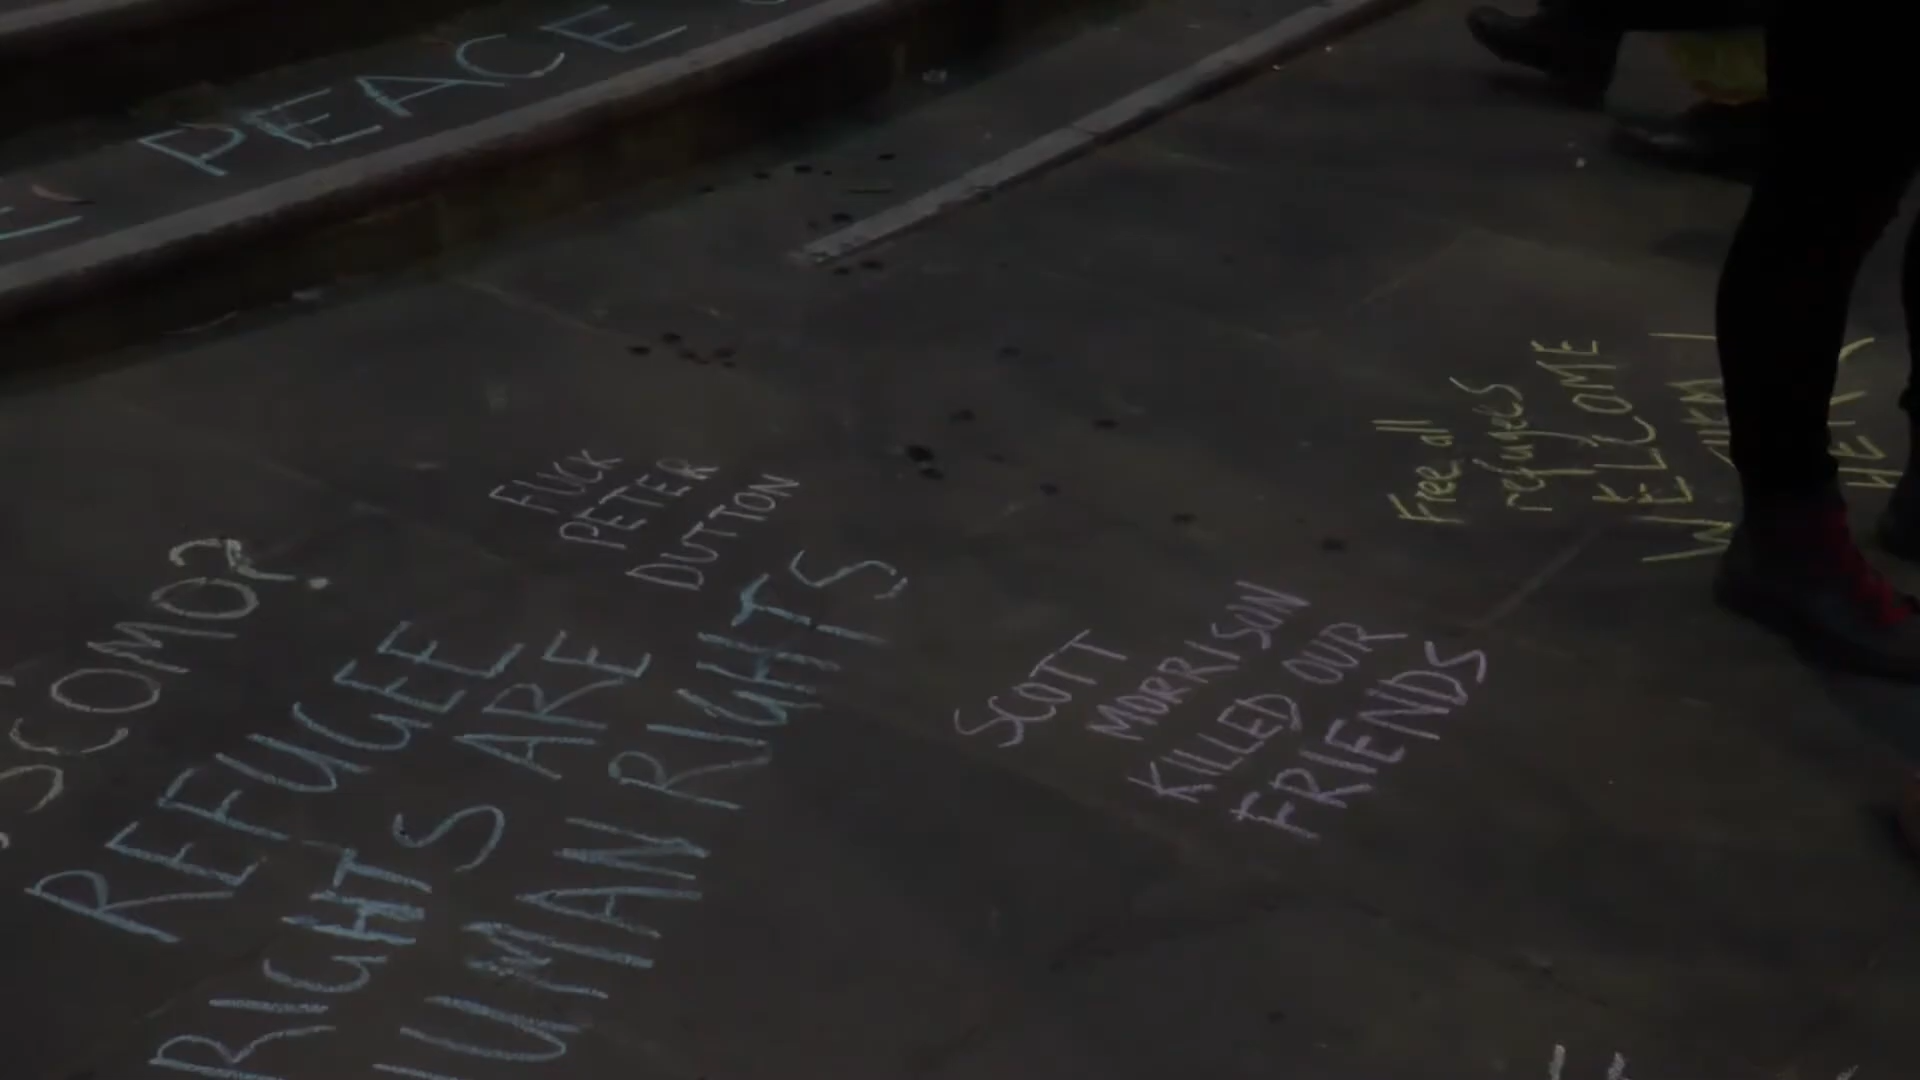 PEACE
FUCK
PETER
DUTTON
SCOMO?
REFUGEE
RIGHTS ARE
HUMAN RIGHTS
SCOTT
MORRISON
KILLED OUR
FRIENDS
Free all
refugees
WELCOME